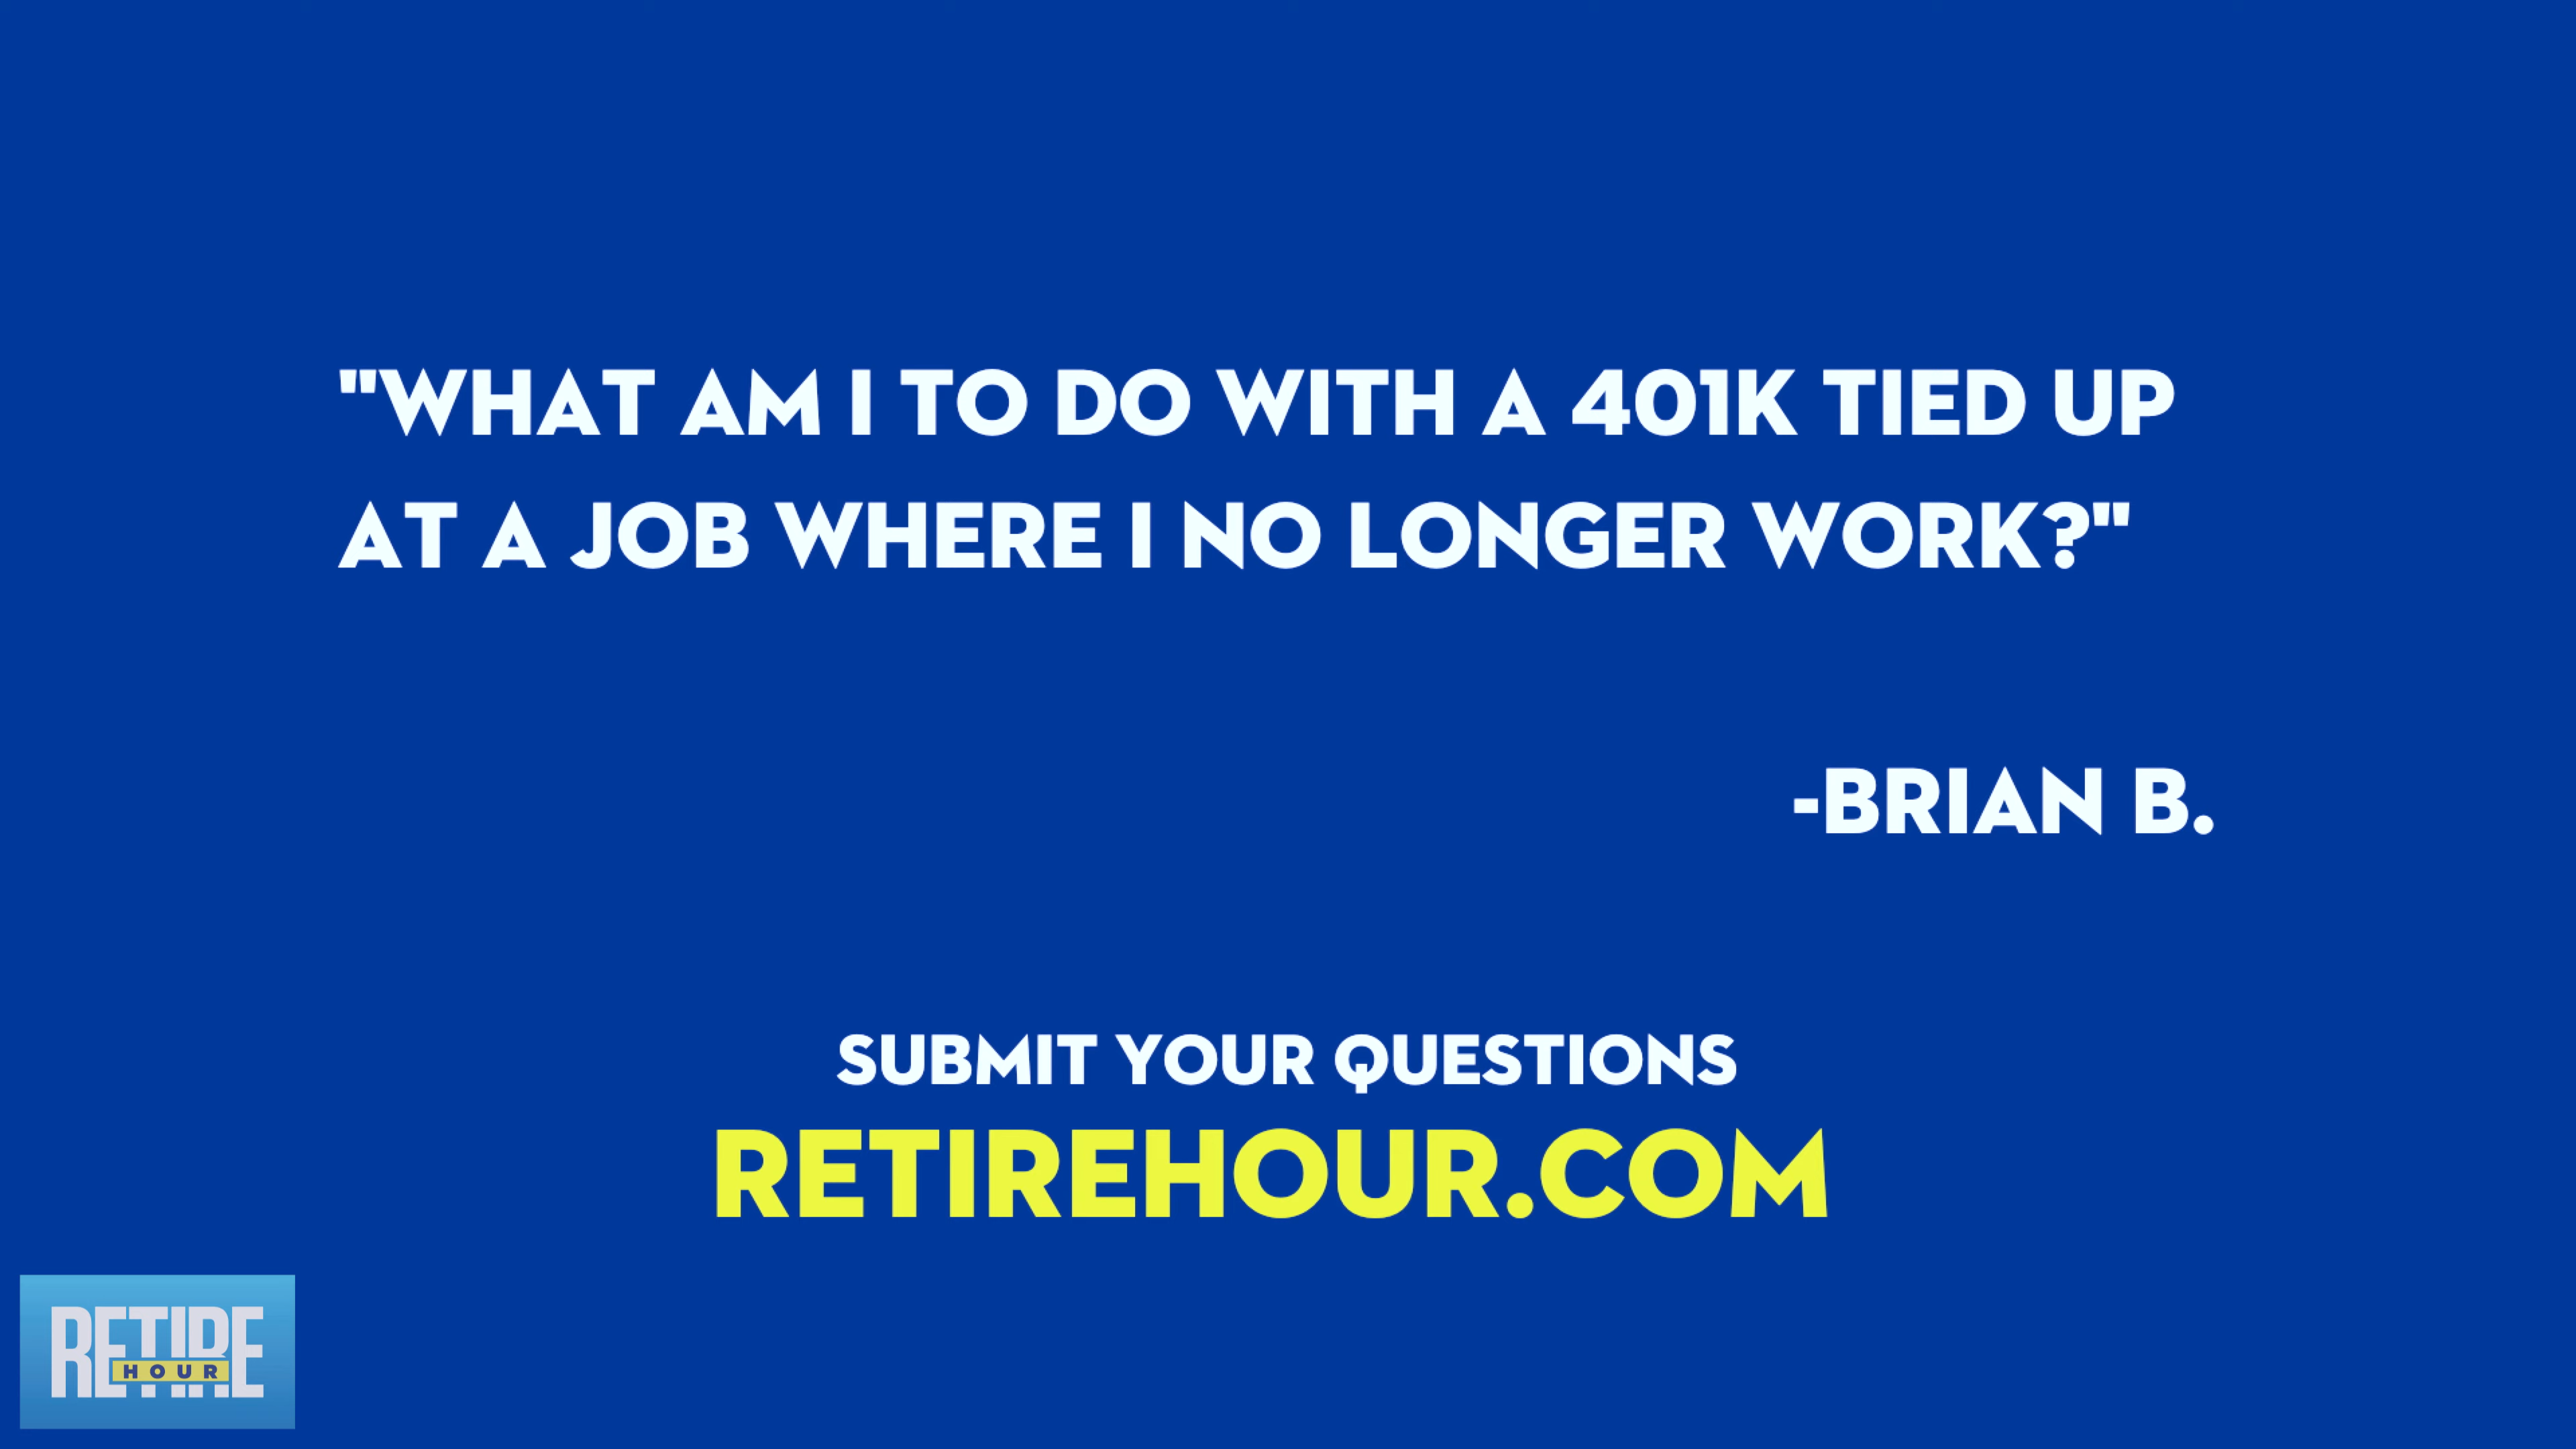 "WHAT AM I TO DO WITH A 401K TIED UP
AT A JOB WHERE I NO LONGER WORK?"
-BRIAN B.
SUBMIT YOUR QUESTIONS
RETIREHOUR.COM
RETIRE
HOUR